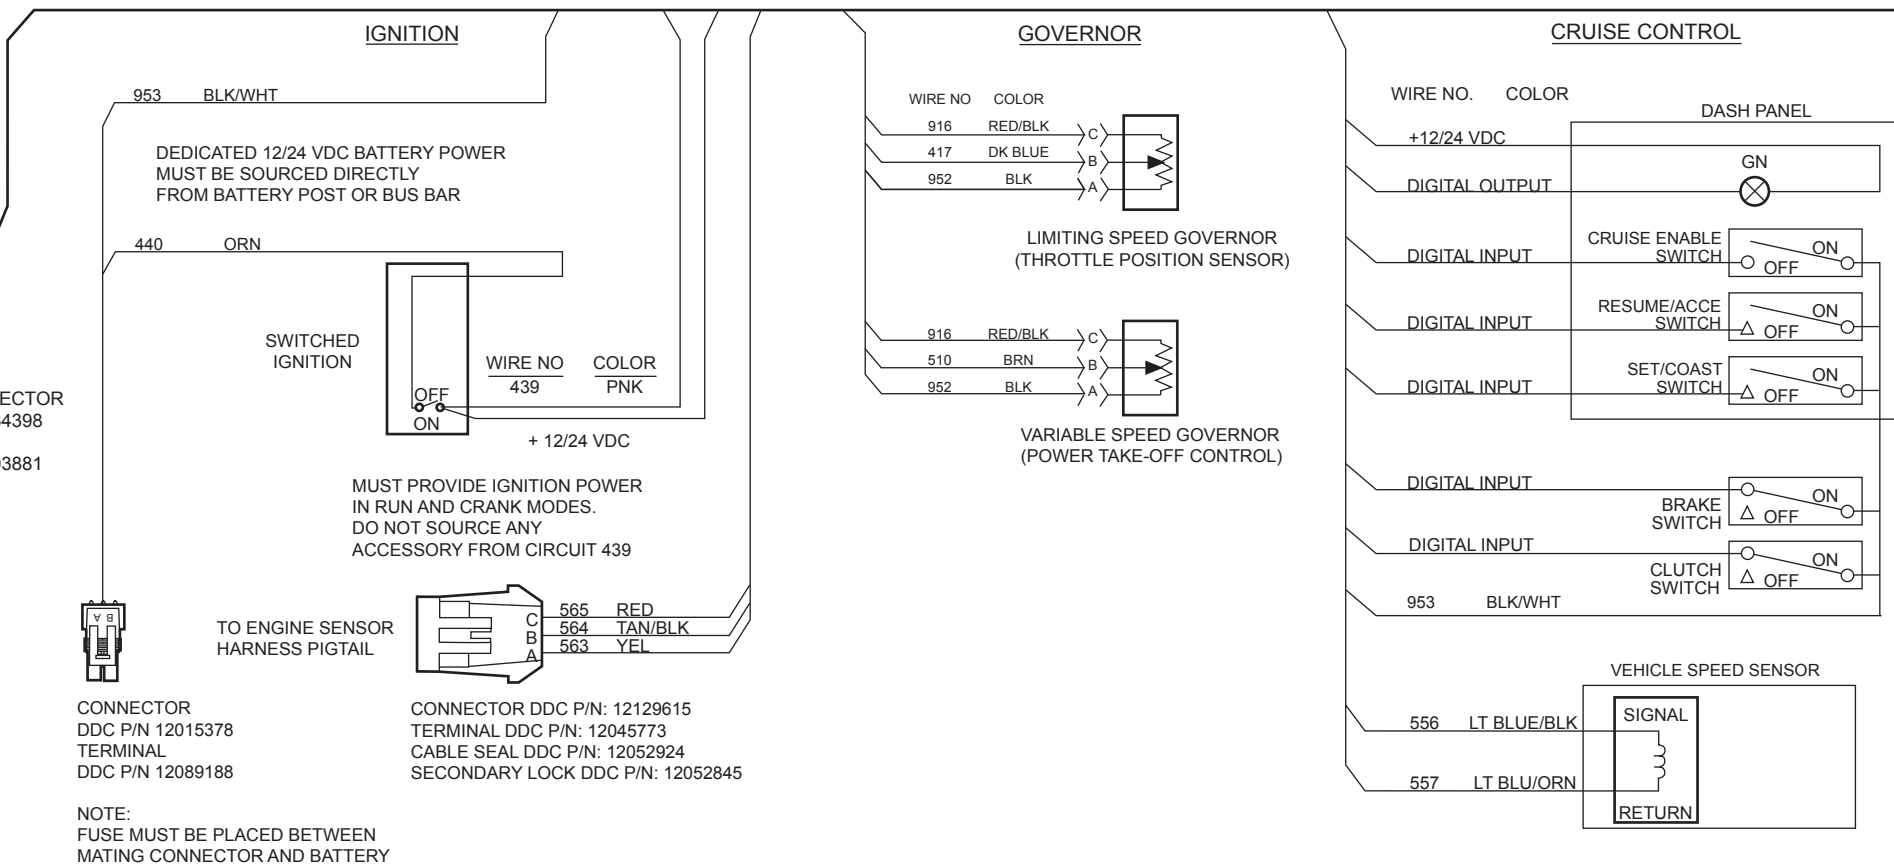 IGNITION
953 BLK/WHT
DEDICATED 12/24 VDC BATTERY POWER
MUST BE SOURCED DIRECTLY
FROM BATTERY POST OR BUS BAR
440 ORN
SWITCHED
IGNITION
WIRE NO COLOR
439 PNK
OFF
ON
+ 12/24 VDC
MUST PROVIDE IGNITION POWER
IN RUN AND CRANK MODES.
DO NOT SOURCE ANY
ACCESSORY FROM CIRCUIT 439
ECTOR
4398
3881
A B
TO ENGINE SENSOR
HARNESS PIGTAIL
C 565 RED
B 564 TAN/BLK
A 563 YEL
CONNECTOR
DDC P/N 12015378
TERMINAL
DDC P/N 12089188
CONNECTOR DDC P/N: 12129615
TERMINAL DDC P/N: 12045773
CABLE SEAL DDC P/N: 12052924
SECONDARY LOCK DDC P/N: 12052845
NOTE:
FUSE MUST BE PLACED BETWEEN
MATING CONNECTOR AND BATTERY
GOVERNOR
WIRE NO COLOR
916 RED/BLK C
417 DK BLUE B
952 BLK A
LIMITING SPEED GOVERNOR
(THROTTLE POSITION SENSOR)
916 RED/BLK C
510 BRN B
952 BLK A
VARIABLE SPEED GOVERNOR
(POWER TAKE-OFF CONTROL)
CRUISE CONTROL
WIRE NO. COLOR
DASH PANEL
+12/24 VDC
GN
DIGITAL OUTPUT
CRUISE ENABLE
SWITCH
DIGITAL INPUT
ON
OFF
RESUME/ACCE
SWITCH
DIGITAL INPUT
ON
OFF
SET/COAST
SWITCH
DIGITAL INPUT
ON
OFF
DIGITAL INPUT
BRAKE
SWITCH
ON
OFF
DIGITAL INPUT
CLUTCH
SWITCH
ON
OFF
953 BLK/WHT
VEHICLE SPEED SENSOR
SIGNAL
556 LT BLUE/BLK
557 LT BLU/ORN
RETURN